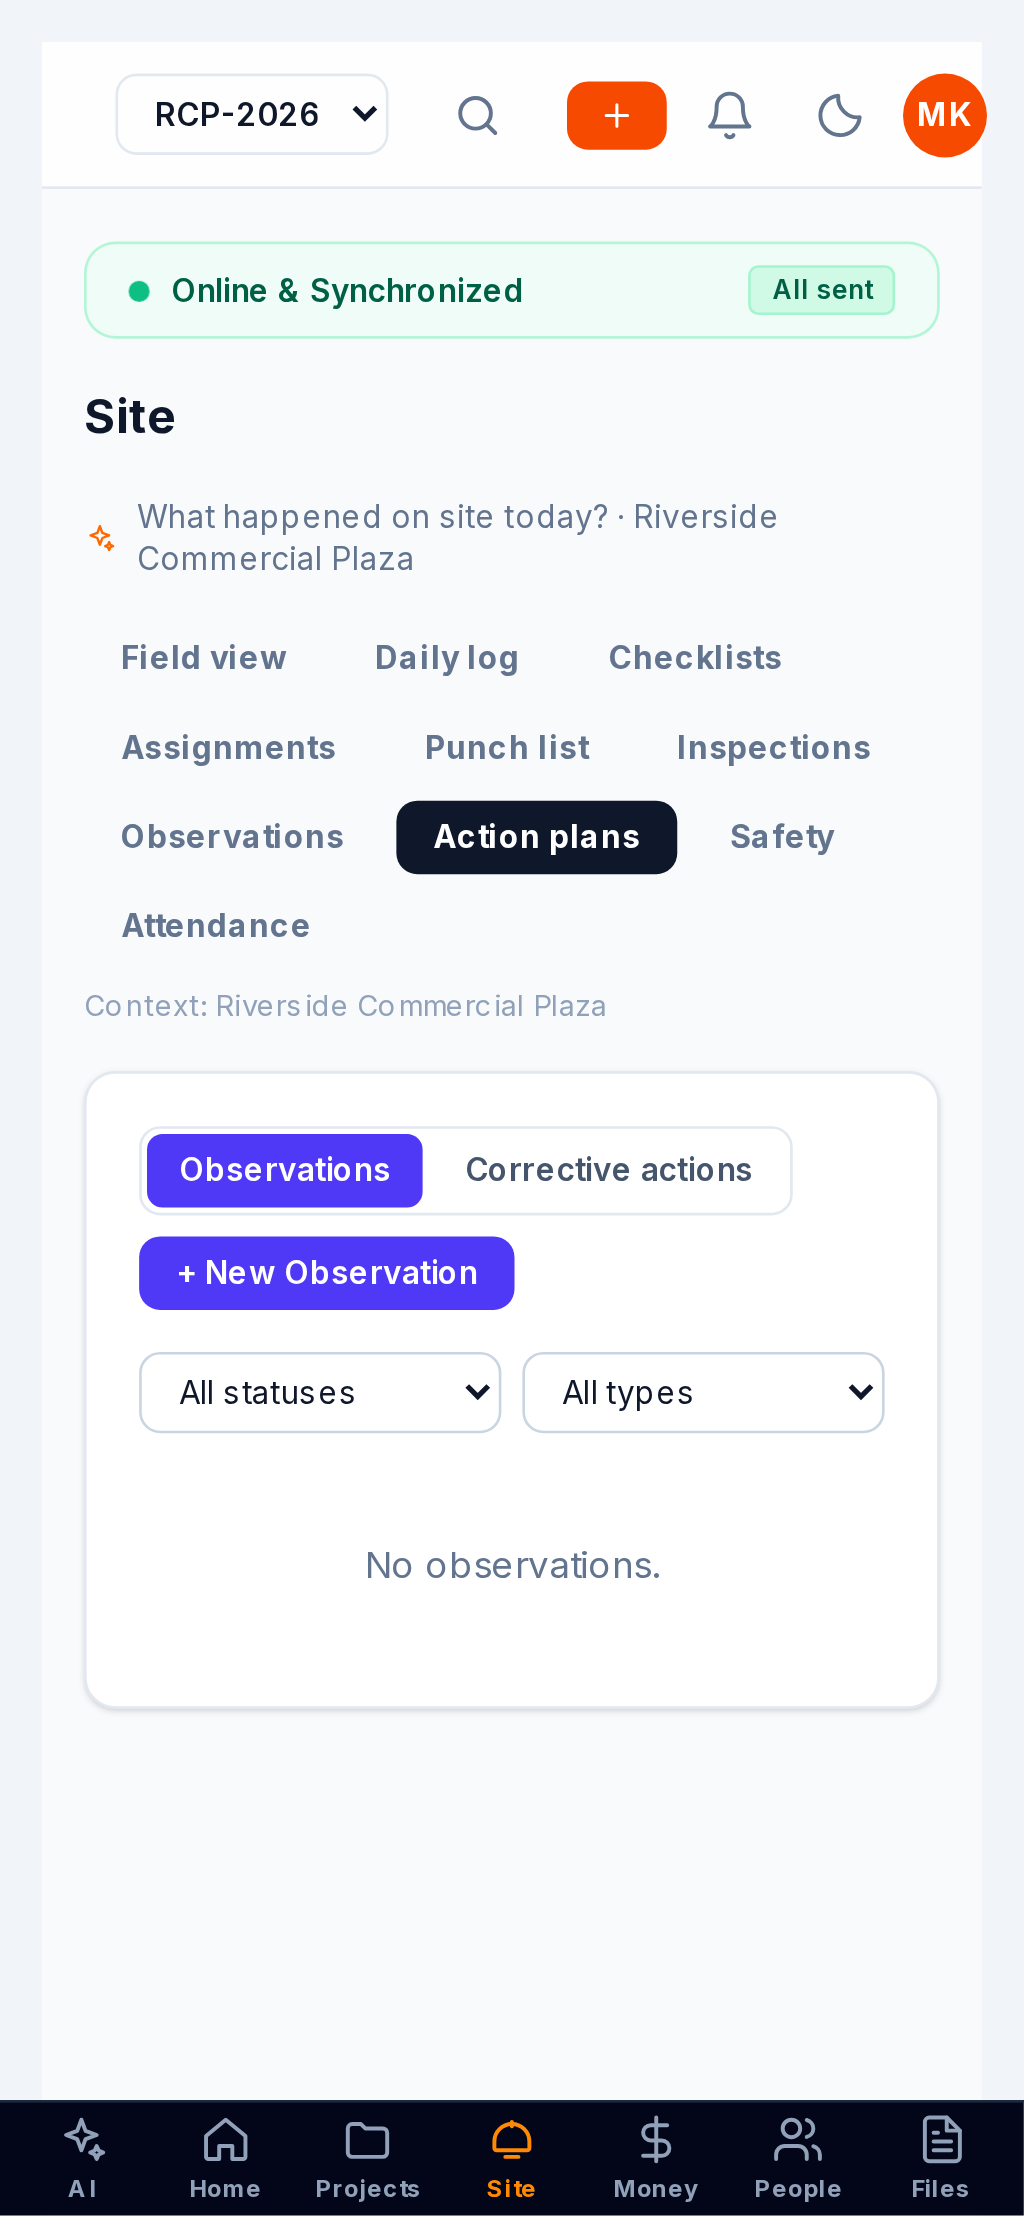 RCP-2026
MK
Online & Synchronized
All sent
Site
What happened on site today? · Riverside
Commercial Plaza
Field view Daily log Checklists
Assignments Punch list Inspections
Observations Action plans Safety
Attendance
Context: Riverside Commercial Plaza
Observations Corrective actions
+ New Observation
All statuses All types
No observations.
AI Home Projects Site Money People Files